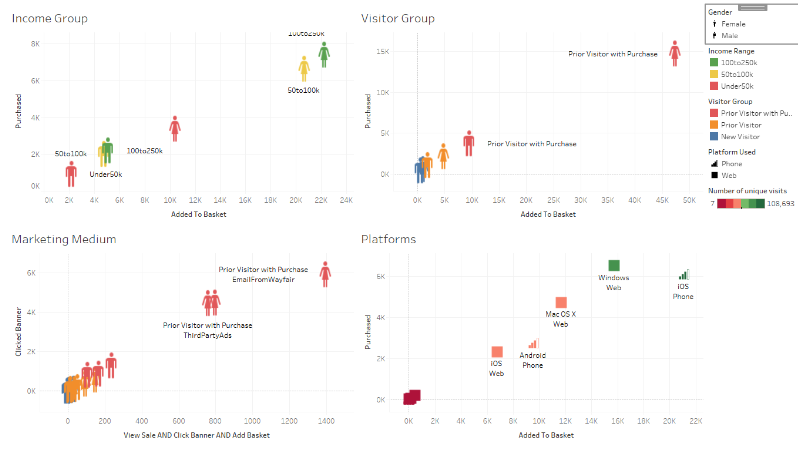 Income Group
8K
6K
4K
2K
0K
Purchased
100to250k
50to100k
50to100k
100to250k
Under50k
0K 2K 4K 6K 8K 10K 12K 14K 16K 18K 20K 22K 24K
Added To Basket
Visitor Group
15K
10K
5K
0K
Purchased
Prior Visitor with Purchase
Prior Visitor with Purchase
0K 5K 10K 15K 20K 25K 30K 35K 40K 45K 50K
Added To Basket
Gender
Female
Male
Income Range
100to250k
50to100k
Under50k
Visitor Group
Prior Visitor with Pu..
Prior Visitor
New Visitor
Platform Used
Phone
Web
Number of unique visits
7 108,693
Marketing Medium
6K
4K
2K
0K
Clicked Banner
Prior Visitor with Purchase
EmailFromWayfair
Prior Visitor with Purchase
ThirdPartyAds
0 200 400 600 800 1000 1200 1400
View Sale AND Click Banner AND Add Basket
Platforms
6K
4K
2K
0K
Purchased
Windows
Web
iOS
Phone
Mac OS X
Web
Android
Phone
iOS
Web
0K 2K 4K 6K 8K 10K 12K 14K 16K 18K 20K 22K
Added To Basket